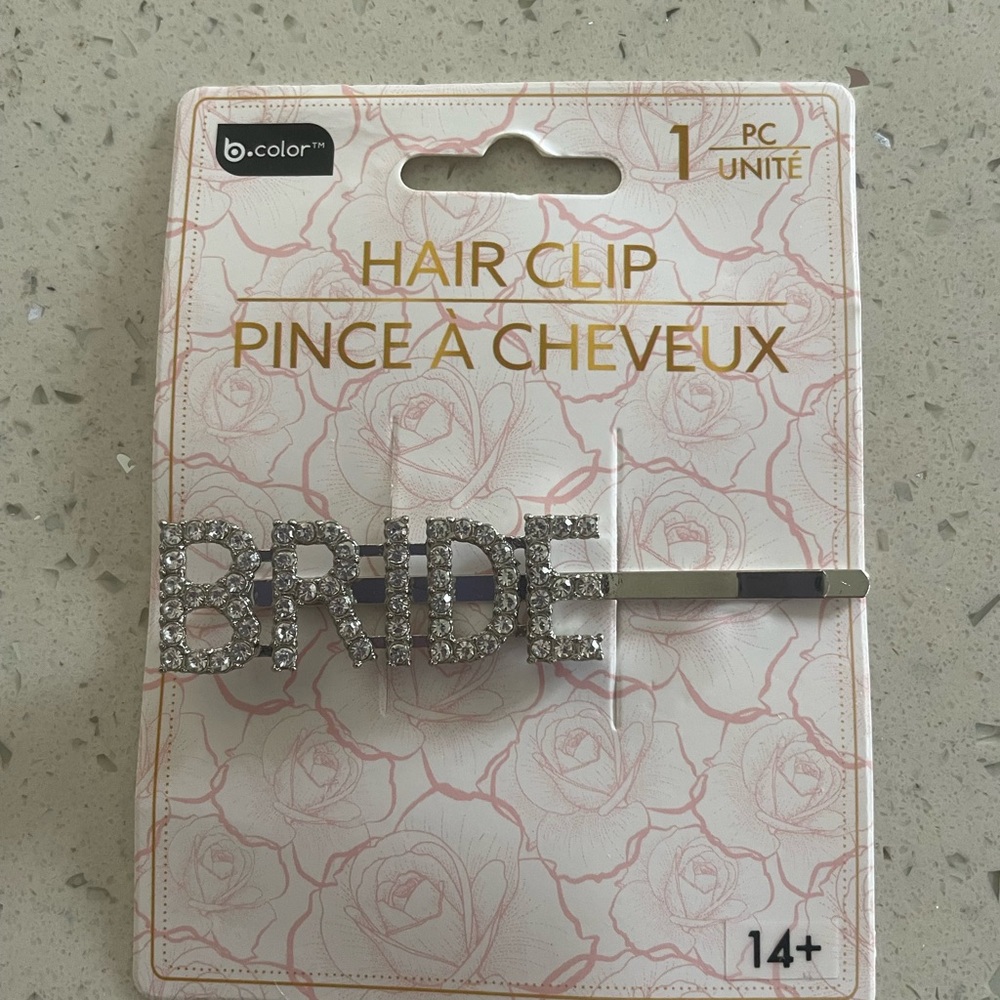 b.color™
1 PC
UNITÉ
HAIR CLIP
PINCE À CHEVEUX
BRIDE
14+